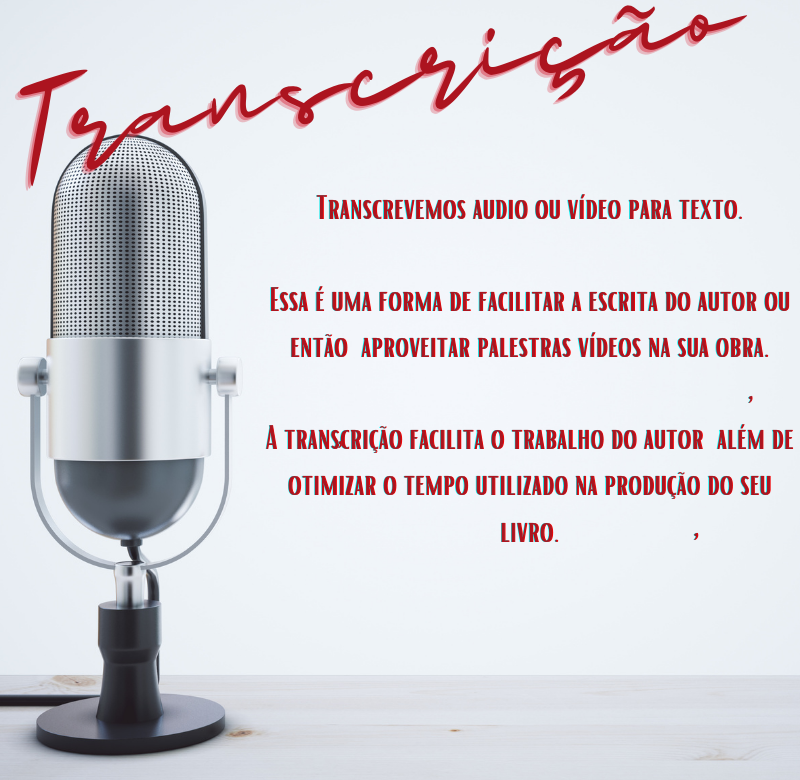 Transcrição
Transcrevemos audio ou vídeo para texto.
Essa é uma forma de facilitar a escrita do autor ou
então aproveitar palestras vídeos na sua obra.
,
A transcrição facilita o trabalho do autor além de
otimizar o tempo utilizado na produção do seu
livro. ,